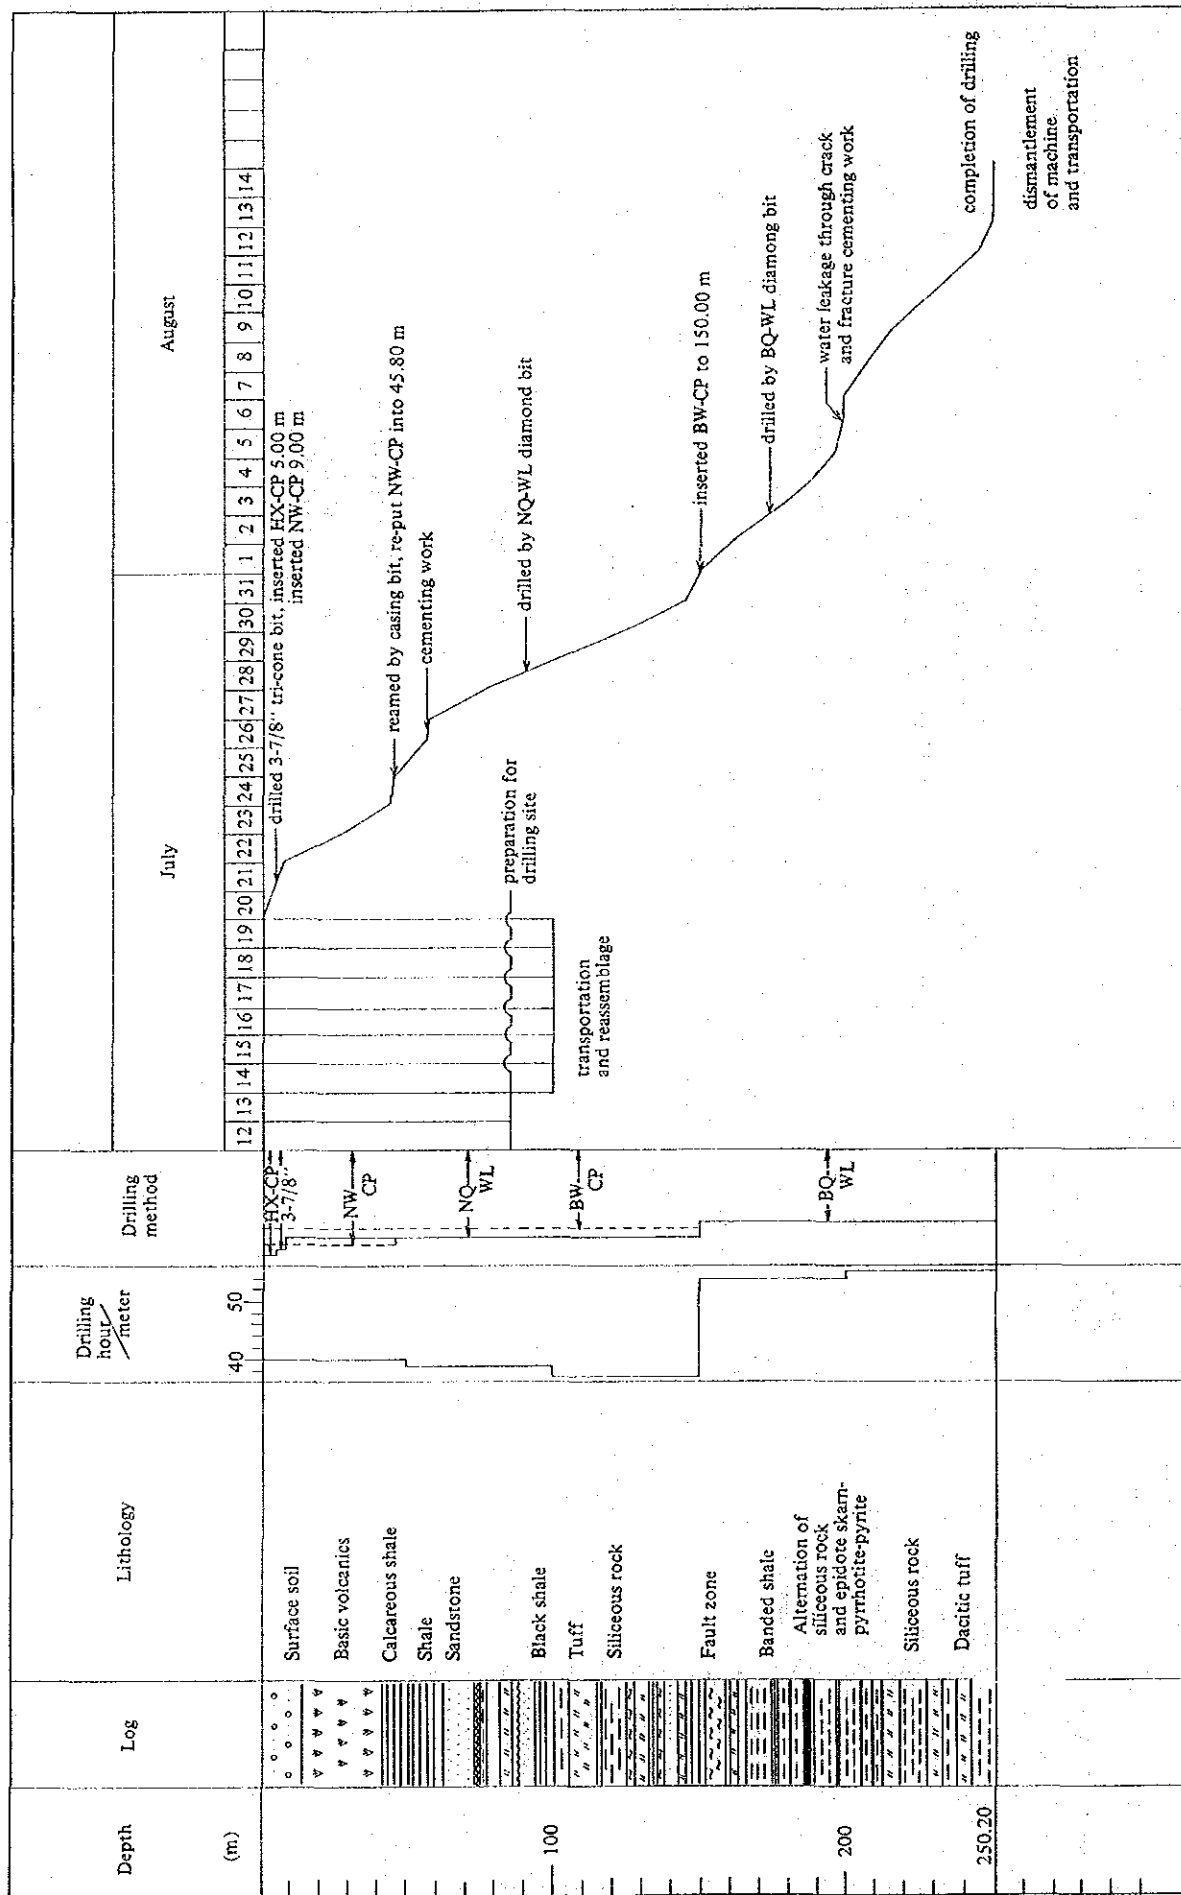 Depth
(m)
100
200
250.20
Log
Lithology
Surface soil
Basic volcanics
Calcareous shale
Shale
Sandstone
Black shale
Tuff
Siliceous rock
Fault zone
Banded shale
Alternation of
siliceous rock
and epidote skarn-
pyrrhotite-pyrite
Siliceous rock
Dacitic tuff
Drilling
hour/meter
40
50
Drilling
method
HX-CP
3-7/8''
NW
CP
NQ
WL
BW
CP
BQ
WL
July
August
12 13 14 15 16 17 18 19 20 21 22 23 24 25 26 27 28 29 30 31 1 2 3 4 5 6 7 8 9 10 11 12 13 14
drilled 3-7/8'' tri-cone bit, inserted HX-CP 5.00 m
inserted NW-CP 9.00 m
reamed by casing bit, re-put NW-CP into 45.80 m
cementing work
drilled by NQ-WL diamond bit
preparation for
drilling site
transportation
and reassemblage
inserted BW-CP to 150.00 m
drilled by BQ-WL diamong bit
water leakage through crack
and fracture cementing work
completion of drilling
dismantlement
of machine
and transportation